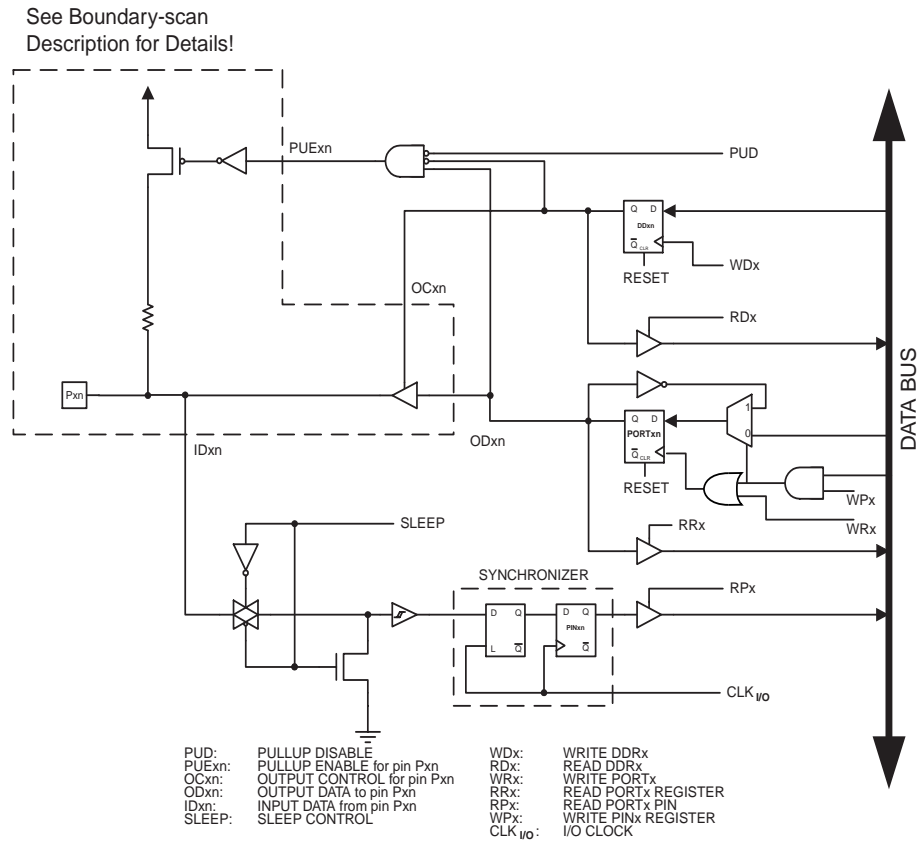 See Boundary-scan
Description for Details!
PUExn
PUD
Q D
DDxn
Q CLR
WDx
RESET
OCxn
RDx
Pxn
1
Q D
PORTxn
0
ODxn
Q CLR
IDxn
RESET
WPx
WRx
SLEEP
RRx
SYNCHRONIZER
RPx
D Q
D Q
PINxn
L Q
Q
CLK I/O
DATA BUS
PUD: PULLUP DISABLE
PUExn: PULLUP ENABLE for pin Pxn
OCxn: OUTPUT CONTROL for pin Pxn
ODxn: OUTPUT DATA to pin Pxn
IDxn: INPUT DATA from pin Pxn
SLEEP: SLEEP CONTROL
WDx: WRITE DDRx
RDx: READ DDRx
WRx: WRITE PORTx
RRx: READ PORTx REGISTER
RPx: READ PORTx PIN
WPx: WRITE PINx REGISTER
CLK I/O: I/O CLOCK